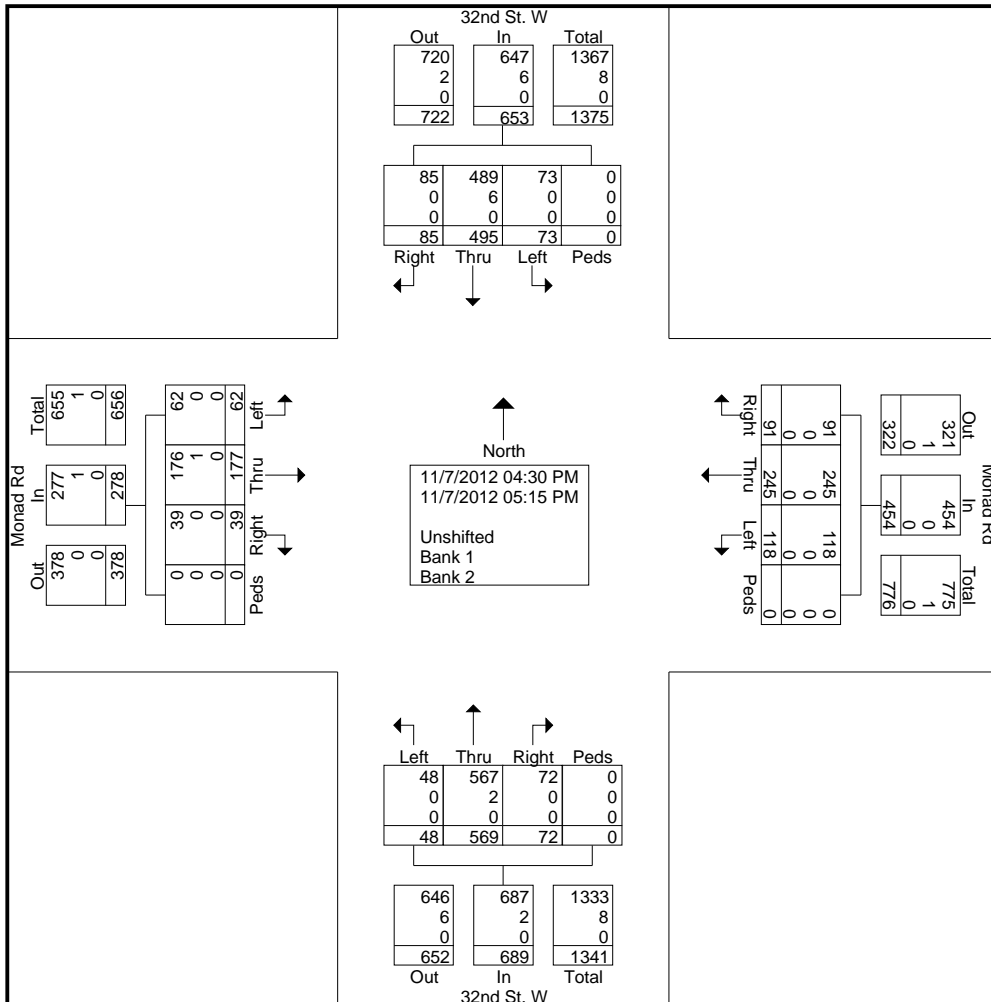 32nd St. W
Out In Total
720 647 1367
2 6 8
0 0 0
722 653 1375
85 489 73 0
0 6 0 0
0 0 0 0
85 495 73 0
Right Thru Left Peds
Monad Rd
Total
655 1 0 656
In
277 1 0 278
Out
378 0 0 378
62 0 0 62
Left
176 1 0 177
Thru
39 0 0 39
Right
0 0 0 0
Peds
North
11/7/2012 04:30 PM
11/7/2012 05:15 PM
Unshifted
Bank 1
Bank 2
Right
91 0 0 91
Thru
245 0 0 245
Left
118 0 0 118
Peds
0 0 0 0
Out
321 1 0 322
In
454 0 0 454
Total
775 1 0 776
Monad Rd
Left Thru Right Peds
48 567 72 0
0 2 0 0
0 0 0 0
48 569 72 0
646 687 1333
6 2 8
0 0 0
652 689 1341
Out In Total
32nd St. W